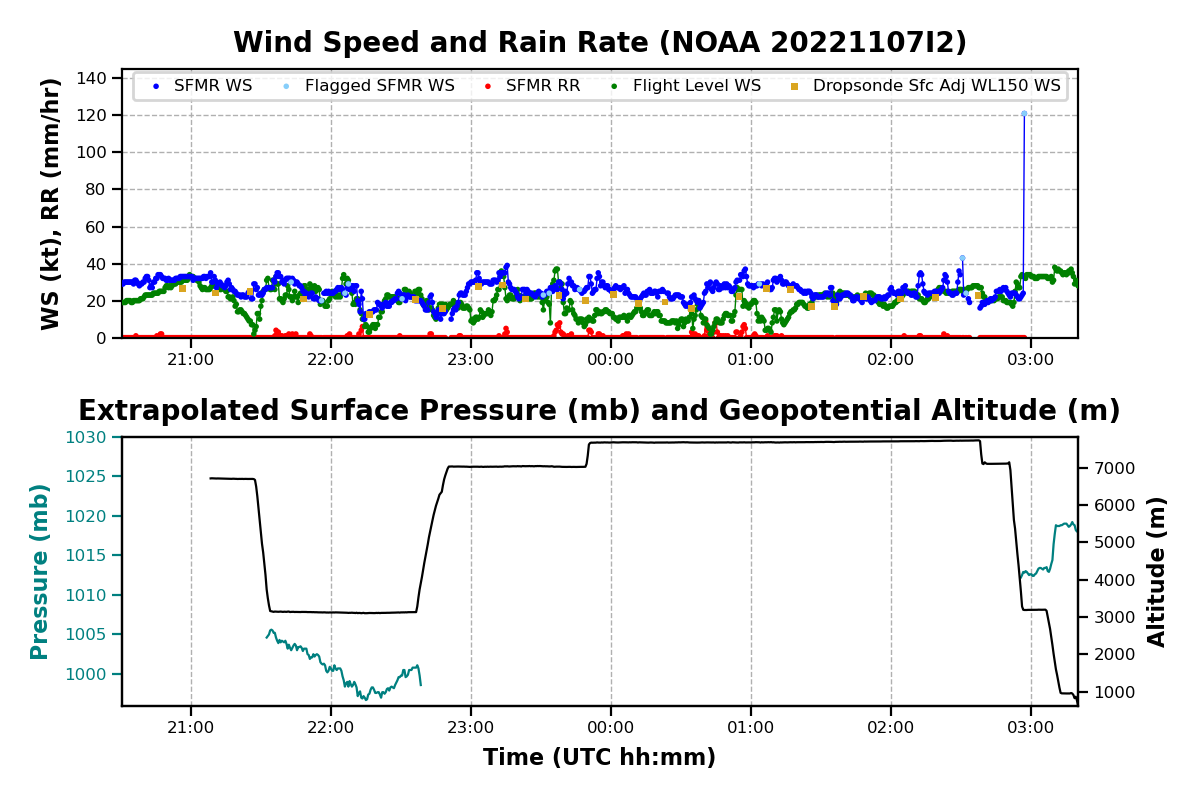 Wind Speed and Rain Rate (NOAA 20221107I2)
SFMR WS Flagged SFMR WS SFMR RR Flight Level WS Dropsonde Sfc Adj WL150 WS
WS (kt), RR (mm/hr)
140
120
100
80
60
40
20
0
21:00 22:00 23:00 00:00 01:00 02:00 03:00
Extrapolated Surface Pressure (mb) and Geopotential Altitude (m)
Pressure (mb)
1030
1025
1020
1015
1010
1005
1000
7000
6000
5000
4000
3000
2000
1000
Altitude (m)
21:00 22:00 23:00 00:00 01:00 02:00 03:00
Time (UTC hh:mm)